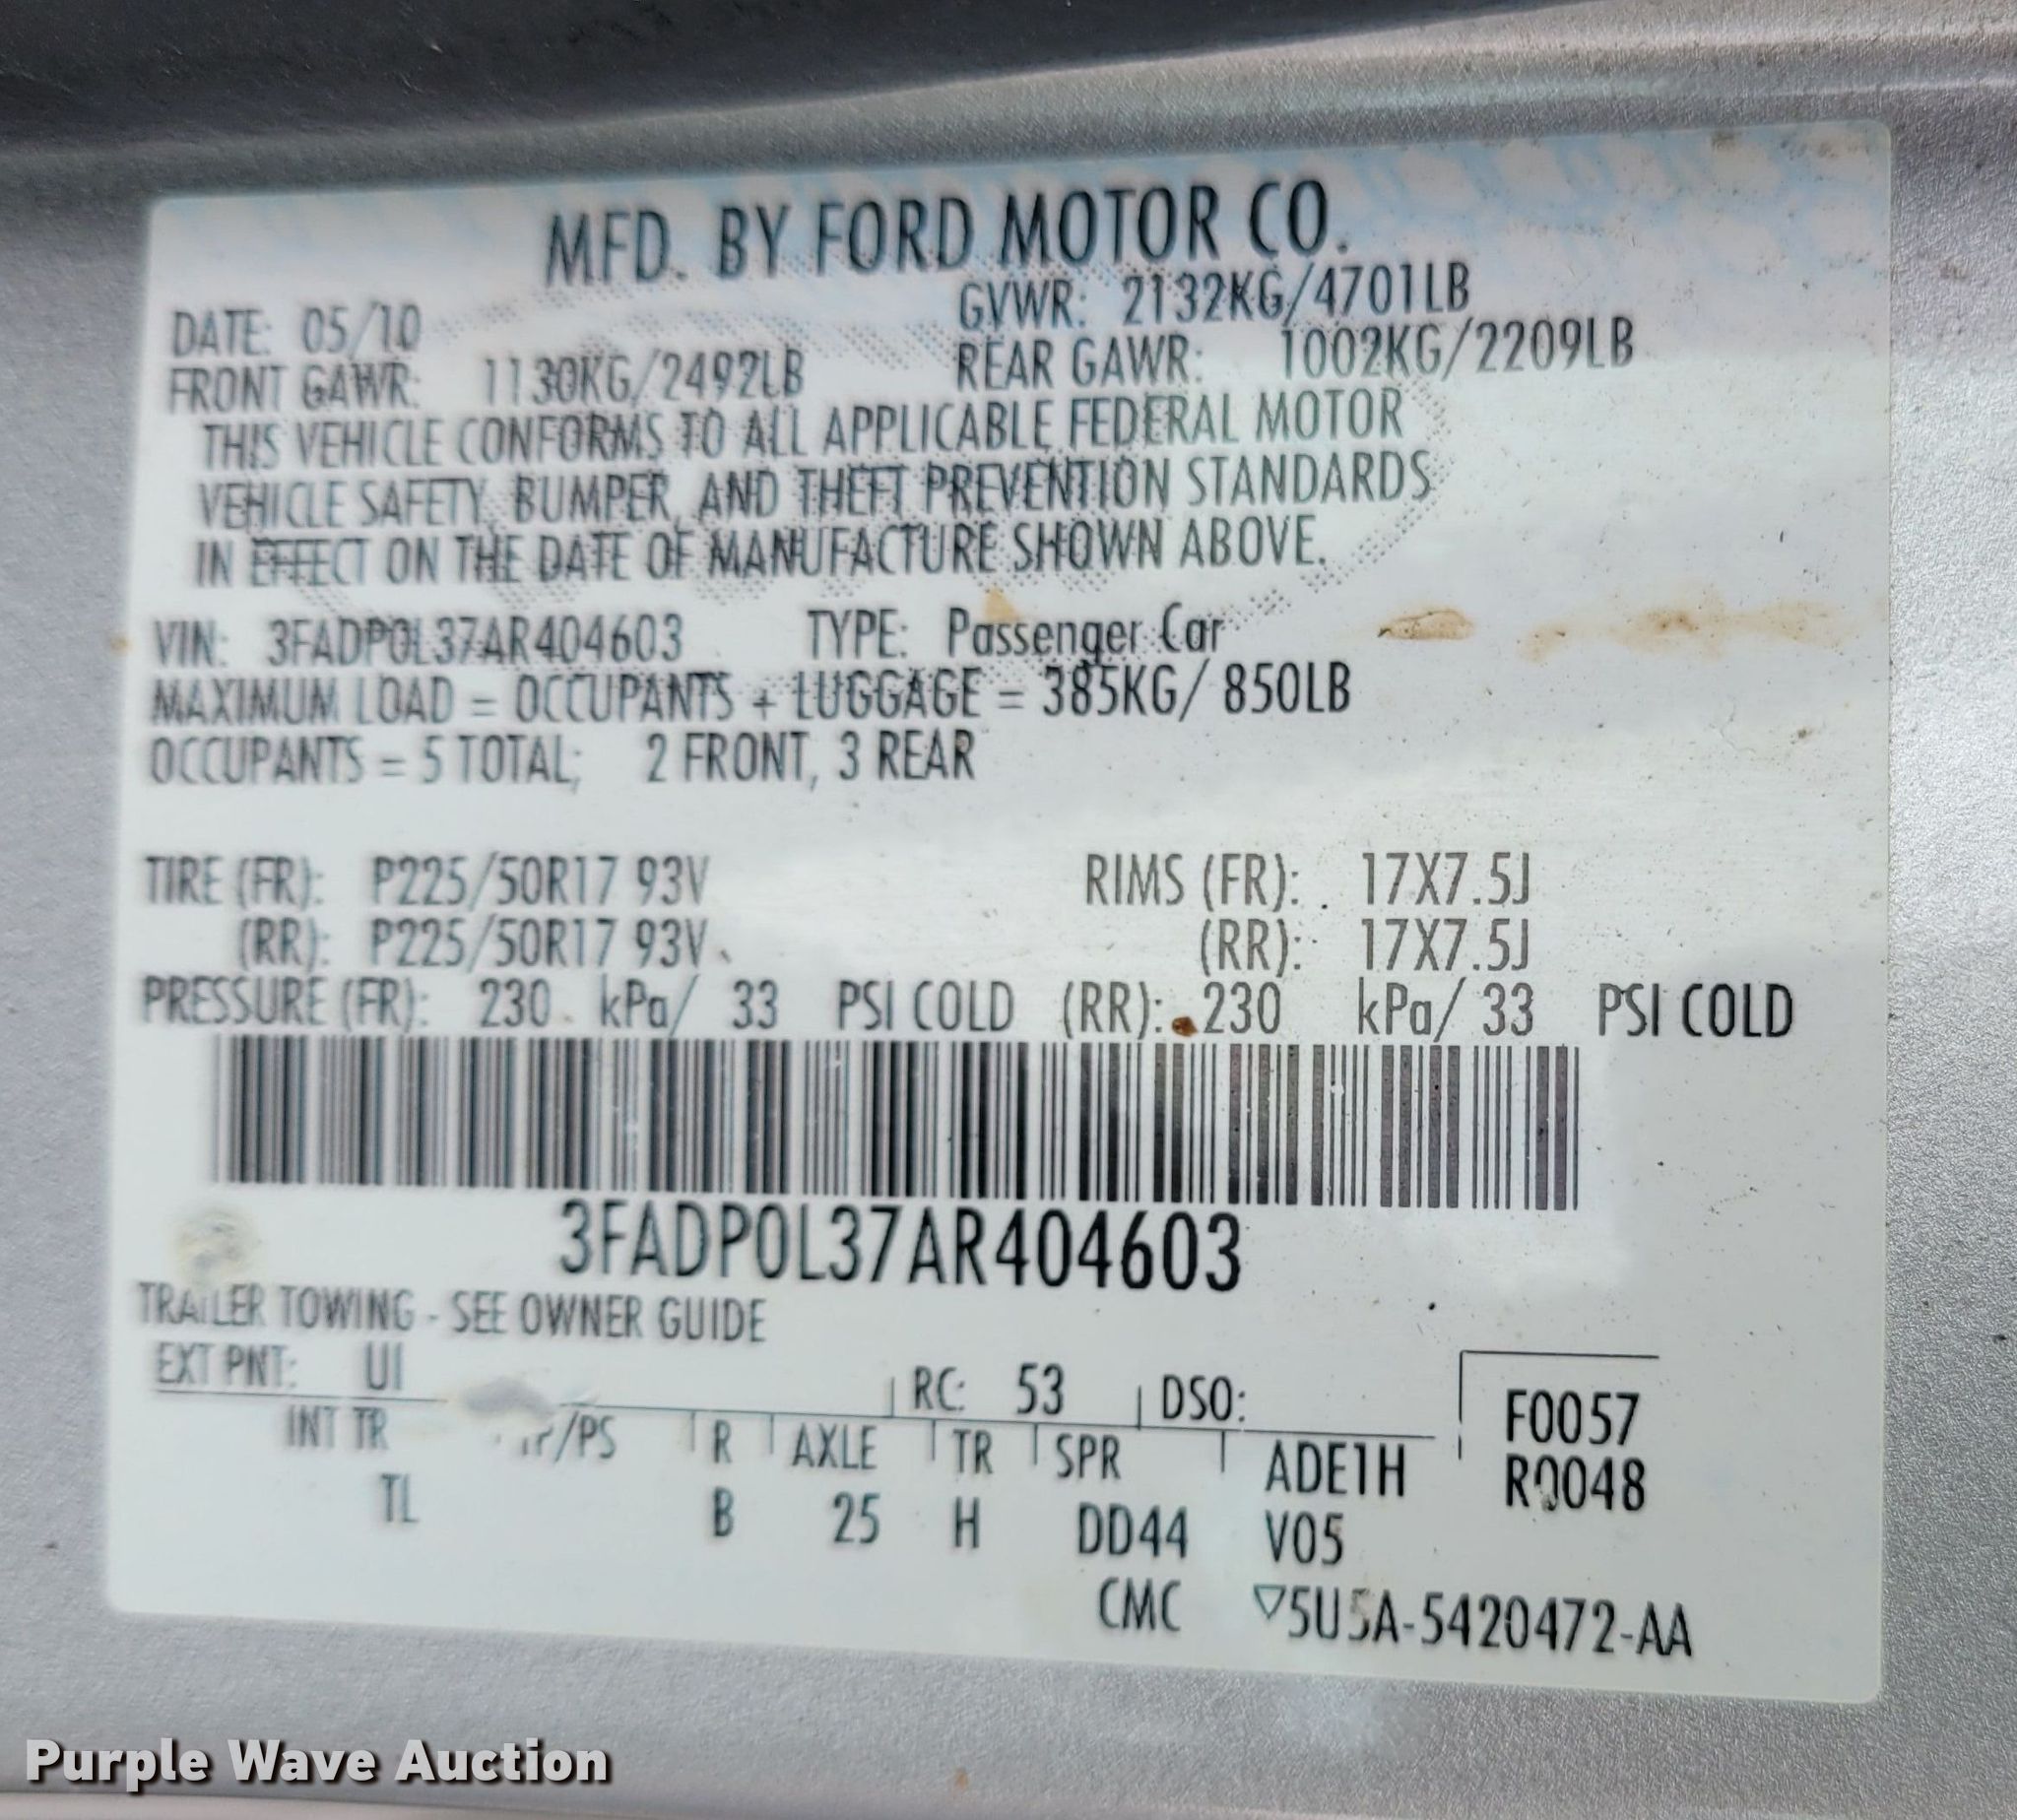 MFD. BY FORD MOTOR CO.
DATE: 05/10 GVWR: 2132KG/4701LB
FRONT GAWR: 1130KG/2492LB REAR GAWR: 1002KG/2209LB
THIS VEHICLE CONFORMS TO ALL APPLICABLE FEDERAL MOTOR
VEHICLE SAFETY, BUMPER, AND THEFT PREVENTION STANDARDS
IN EFFECT ON THE DATE OF MANUFACTURE SHOWN ABOVE.
VIN: 3FADP0L37AR404603 TYPE: Passenger Car
MAXIMUM LOAD = OCCUPANTS + LUGGAGE = 385KG/ 850LB
OCCUPANTS = 5 TOTAL; 2 FRONT, 3 REAR
TIRE (FR): P225/50R17 93V RIMS (FR): 17X7.5J
(RR): P225/50R17 93V (RR): 17X7.5J
PRESSURE (FR): 230 kPa/ 33 PSI COLD (RR): 230 kPa/ 33 PSI COLD
3FADP0L37AR404603
TRAILER TOWING - SEE OWNER GUIDE
EXT PNT: UI RC: 53 DSO: F0057
INT TR /PS R AXLE TR SPR ADE1H R0048
TL B 25 H DD44 V05
CMC ▽5U5A-5420472-AA
Purple Wave Auction